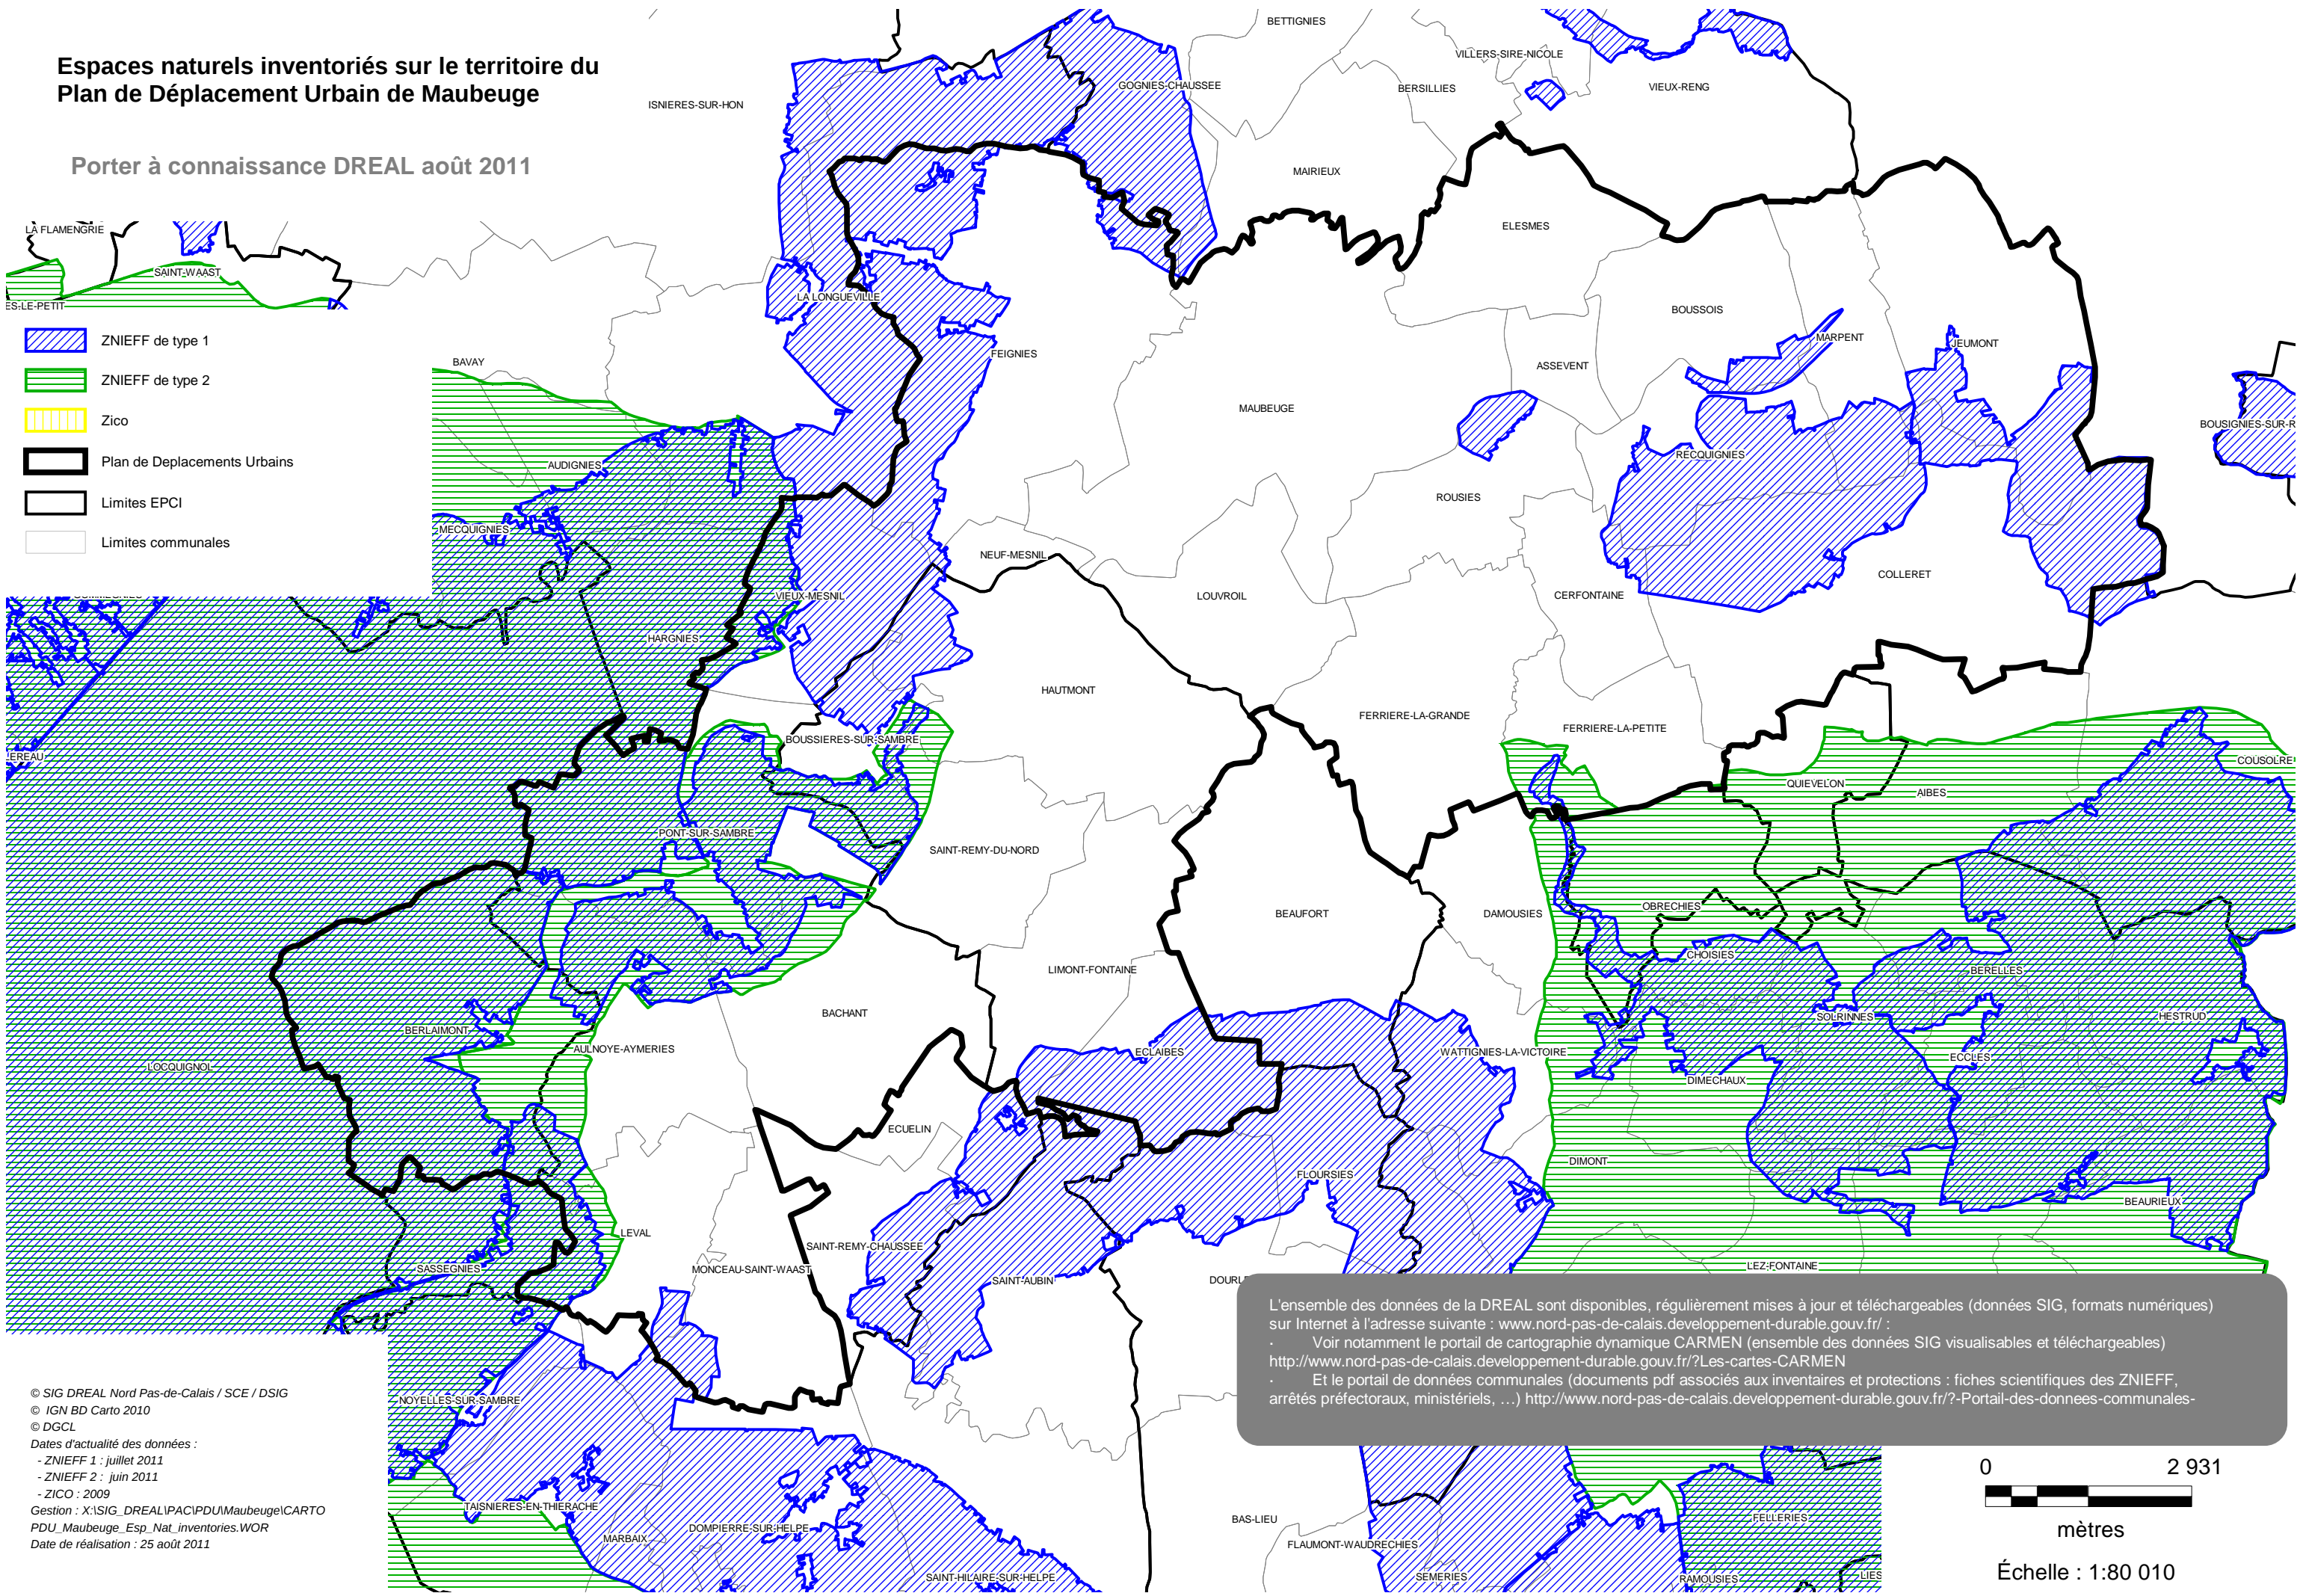 Espaces naturels inventoriés sur le territoire du
Plan de Déplacement Urbain de Maubeuge
Porter à connaissance DREAL août 2011
BETTIGNIES
VILLERS-SIRE-NICOLE
GOGNIES-CHAUSSEE
BERSILLIES
VIEUX-RENG
ISNIERES-SUR-HON
MAIRIEUX
ELESMES
LA FLAMENGRIE
SAINT-WAAST
ES-LE-PETIT
LA LONGUEVILLE
BOUSSOIS
MARPENT
JEUMONT
FEIGNIES
ASSEVENT
BAVAY
MAUBEUGE
BOUSIGNIES-SUR-R
RECQUIGNIES
AUDIGNIES
ROUSIES
MECQUIGNIES
NEUF-MESNIL
COLLERET
VIEUX-MESNIL
LOUVROIL
CERFONTAINE
HARGNIES
HAUTMONT
FERRIERE-LA-GRANDE
FERRIERE-LA-PETITE
BOUSSIERES-SUR-SAMBRE
EREAU
COUSOLRE
QUIEVELON
AIBES
PONT-SUR-SAMBRE
SAINT-REMY-DU-NORD
BEAUFORT
DAMOUSIES
OBRECHIES
CHOISIES
LIMONT-FONTAINE
BERELLES
BACHANT
SOLRINNES
HESTRUD
BERLAIMONT
AULNOYE-AYMERIES
ECLAIBES
WATTIGNIES-LA-VICTOIRE
ECCLES
LOCQUIGNOL
DIMECHAUX
ECUELIN
DIMONT
FLOURSIES
BEAURIEUX
LEVAL
SAINT-REMY-CHAUSSEE
MONCEAU-SAINT-WAAST
SASSEGNIES
SAINT-AUBIN
DOURL
LEZ-FONTAINE
NOYELLES-SUR-SAMBRE
TAISNIERES-EN-THIERACHE
MARBAIX
DOMPIERRE-SUR-HELPE
SAINT-HILAIRE-SUR-HELPE
BAS-LIEU
FLAUMONT-WAUDRECHIES
SEMERIES
FELLERIES
RAMOUSIES
LIES
ZNIEFF de type 1
ZNIEFF de type 2
Zico
Plan de Deplacements Urbains
Limites EPCI
Limites communales
L'ensemble des données de la DREAL sont disponibles, régulièrement mises à jour et téléchargeables (données SIG, formats numériques)
sur Internet à l'adresse suivante : www.nord-pas-de-calais.developpement-durable.gouv.fr/ :
· Voir notamment le portail de cartographie dynamique CARMEN (ensemble des données SIG visualisables et téléchargeables)
http://www.nord-pas-de-calais.developpement-durable.gouv.fr/?Les-cartes-CARMEN
· Et le portail de données communales (documents pdf associés aux inventaires et protections : fiches scientifiques des ZNIEFF,
arrêtés préfectoraux, ministériels, …) http://www.nord-pas-de-calais.developpement-durable.gouv.fr/?-Portail-des-donnees-communales-
© SIG DREAL Nord Pas-de-Calais / SCE / DSIG
© IGN BD Carto 2010
© DGCL
Dates d'actualité des données :
- ZNIEFF 1 : juillet 2011
- ZNIEFF 2 : juin 2011
- ZICO : 2009
Gestion : X:\SIG_DREAL\PAC\PDU\Maubeuge\CARTO
PDU_Maubeuge_Esp_Nat_inventories.WOR
Date de réalisation : 25 août 2011
0 2 931
mètres
Échelle : 1:80 010